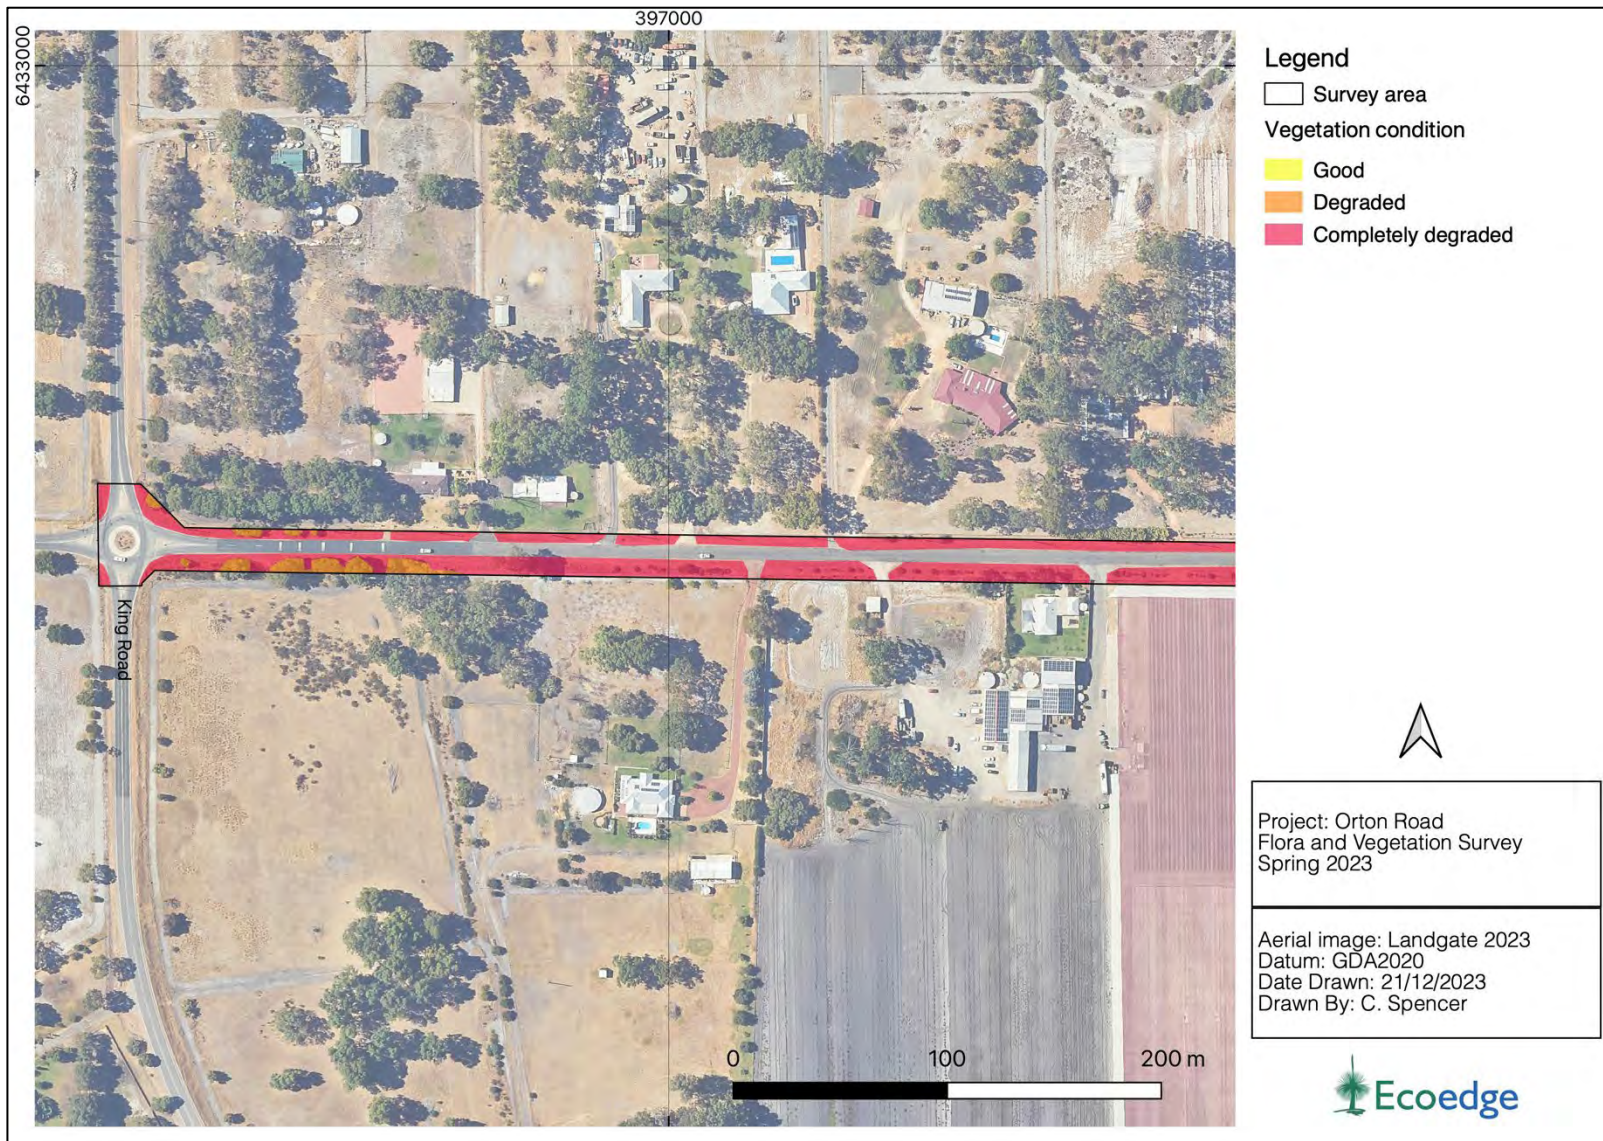 397000
6433000
King Road
0 100 200 m
Legend
Survey area
Vegetation condition
Good
Degraded
Completely degraded
Project: Orton Road
Flora and Vegetation Survey
Spring 2023
Aerial image: Landgate 2023
Datum: GDA2020
Date Drawn: 21/12/2023
Drawn By: C. Spencer
Ecoedge